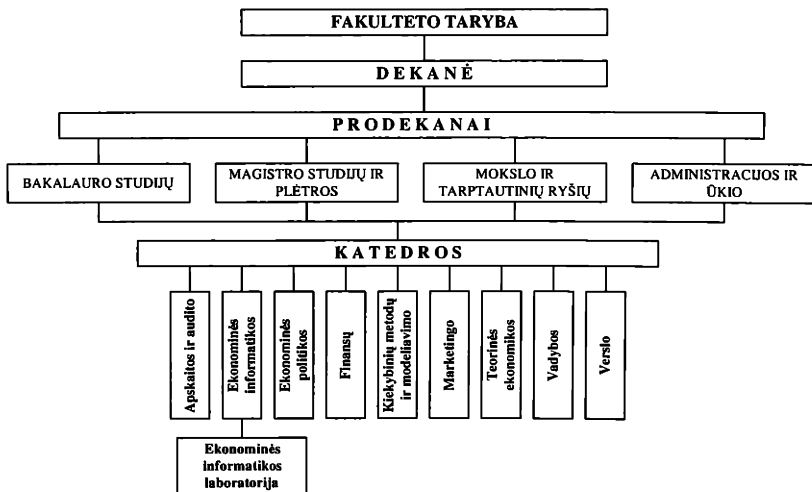 FAKULTETO TARYBA
DEKANĖ
PRODEKANAI
BAKALAURO STUDIJŲ
MAGISTRO STUDIJŲ IR
PLĖTROS
MOKSLO IR
TARPTAUTINIŲ RYŠIŲ
ADMINISTRACIJOS IR
ŪKIO
KATEDROS
Apskaitos ir audito
Ekonominės
informatikos
Ekonominės
politikos
Finansų
Kiekybinių metodų
ir modeliavimo
Marketingo
Teorinės
ekonomikos
Vadybos
Verslo
Ekonominės
informatikos
laboratorija